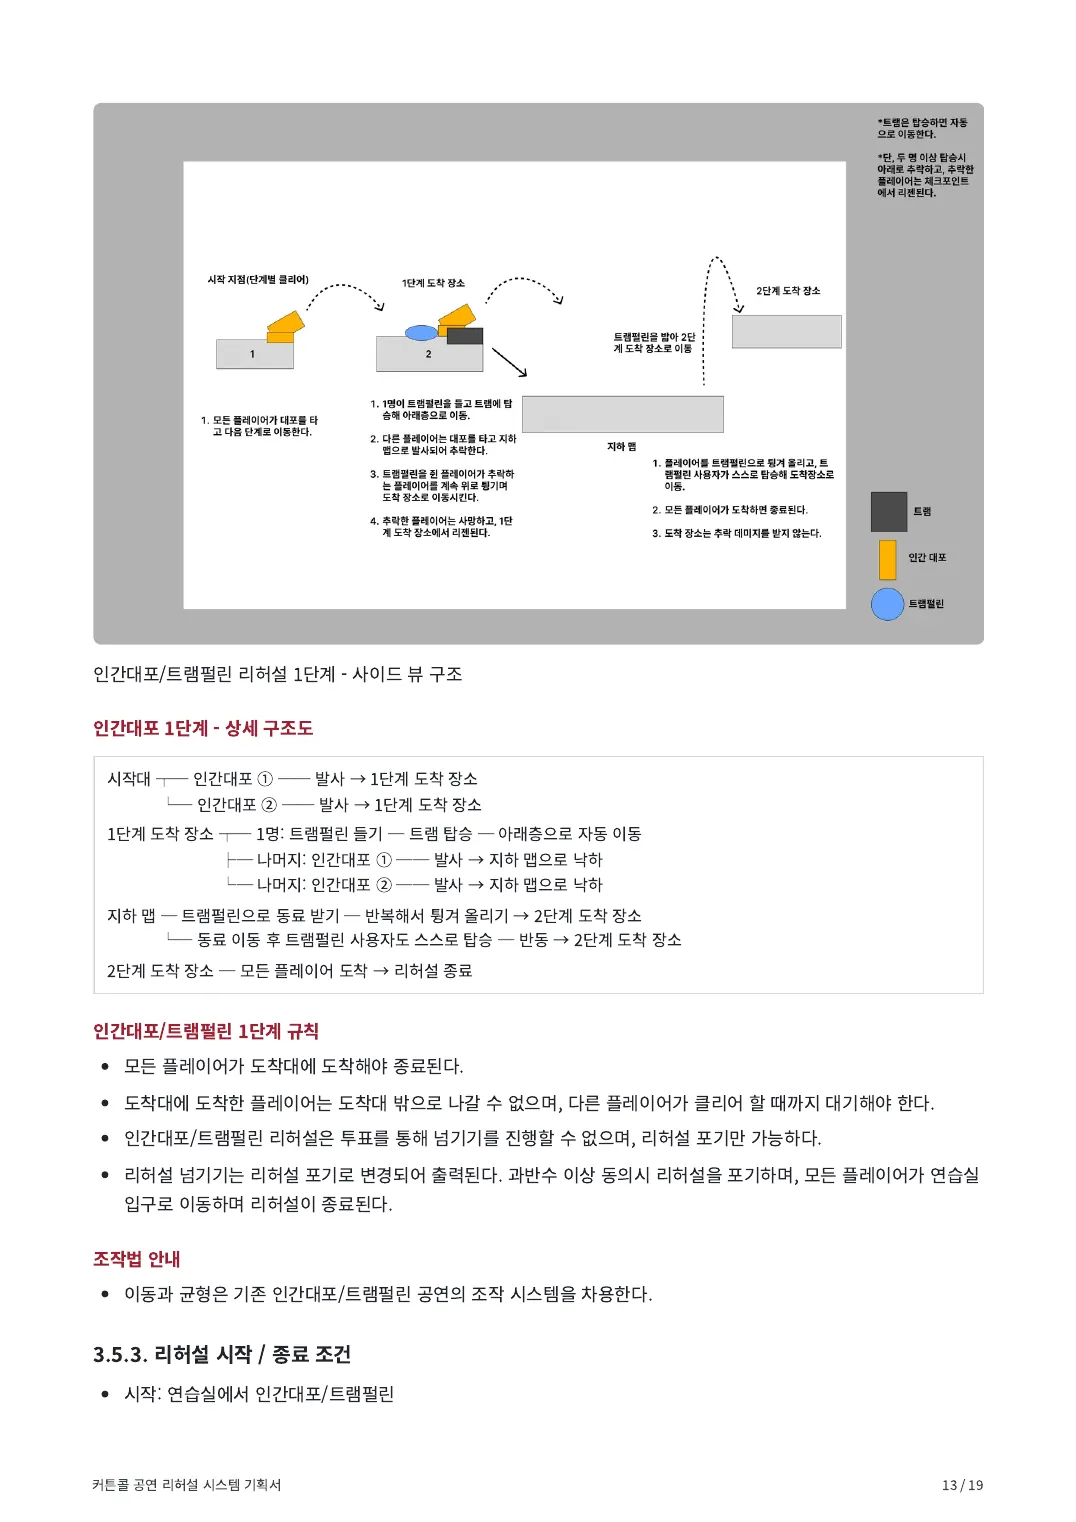 *트램은 탑승하면 자동
으로 이동한다.
*단, 두 명 이상 탑승시
아래로 추락하고, 추락한
플레이어는 체크포인트
에서 리젠된다.
시작 지점(단계별 클리어)
1단계 도착 장소
2단계 도착 장소
트램펄린을 밟아 2단
계 도착 장소로 이동
1
2
1. 모든 플레이어가 대포를 타
고 다음 단계로 이동한다.
1. 1명이 트램펄린을 들고 트램에 탑
승해 아래층으로 이동.
2. 다른 플레이어는 대포를 타고 지하
맵으로 발사되어 추락한다.
3. 트램펄린을 쥔 플레이어가 추락하
는 플레이어를 계속 위로 튕기며
도착 장소로 이동시킨다.
4. 추락한 플레이어는 사망하고, 1단
계 도착 장소에서 리젠된다.
지하 맵
1. 플레이어를 트램펄린으로 튕겨 올리고, 트
램펄린 사용자가 스스로 탑승해 도착장소로
이동.
2. 모든 플레이어가 도착하면 종료된다.
3. 도착 장소는 추락 데미지를 받지 않는다.
트램
인간 대포
트램펄린
인간대포/트램펄린 리허설 1단계 - 사이드 뷰 구조
인간대포 1단계 - 상세 구조도
시작대 ┬─ 인간대포 ① ── 발사 → 1단계 도착 장소
└─ 인간대포 ② ── 발사 → 1단계 도착 장소
1단계 도착 장소 ┬─ 1명: 트램펄린 들기 ─ 트램 탑승 ─ 아래층으로 자동 이동
├─ 나머지: 인간대포 ① ── 발사 → 지하 맵으로 낙하
└─ 나머지: 인간대포 ② ── 발사 → 지하 맵으로 낙하
지하 맵 ─ 트램펄린으로 동료 받기 ─ 반복해서 튕겨 올리기 → 2단계 도착 장소
└─ 동료 이동 후 트램펄린 사용자도 스스로 탑승 ─ 반동 → 2단계 도착 장소
2단계 도착 장소 ─ 모든 플레이어 도착 → 리허설 종료
인간대포/트램펄린 1단계 규칙
• 모든 플레이어가 도착대에 도착해야 종료된다.
• 도착대에 도착한 플레이어는 도착대 밖으로 나갈 수 없으며, 다른 플레이어가 클리어 할 때까지 대기해야 한다.
• 인간대포/트램펄린 리허설은 투표를 통해 넘기기를 진행할 수 없으며, 리허설 포기만 가능하다.
• 리허설 넘기기는 리허설 포기로 변경되어 출력된다. 과반수 이상 동의시 리허설을 포기하며, 모든 플레이어가 연습실
입구로 이동하며 리허설이 종료된다.
조작법 안내
• 이동과 균형은 기존 인간대포/트램펄린 공연의 조작 시스템을 차용한다.
3.5.3. 리허설 시작 / 종료 조건
• 시작: 연습실에서 인간대포/트램펄린
커튼콜 공연 리허설 시스템 기획서
13 / 19